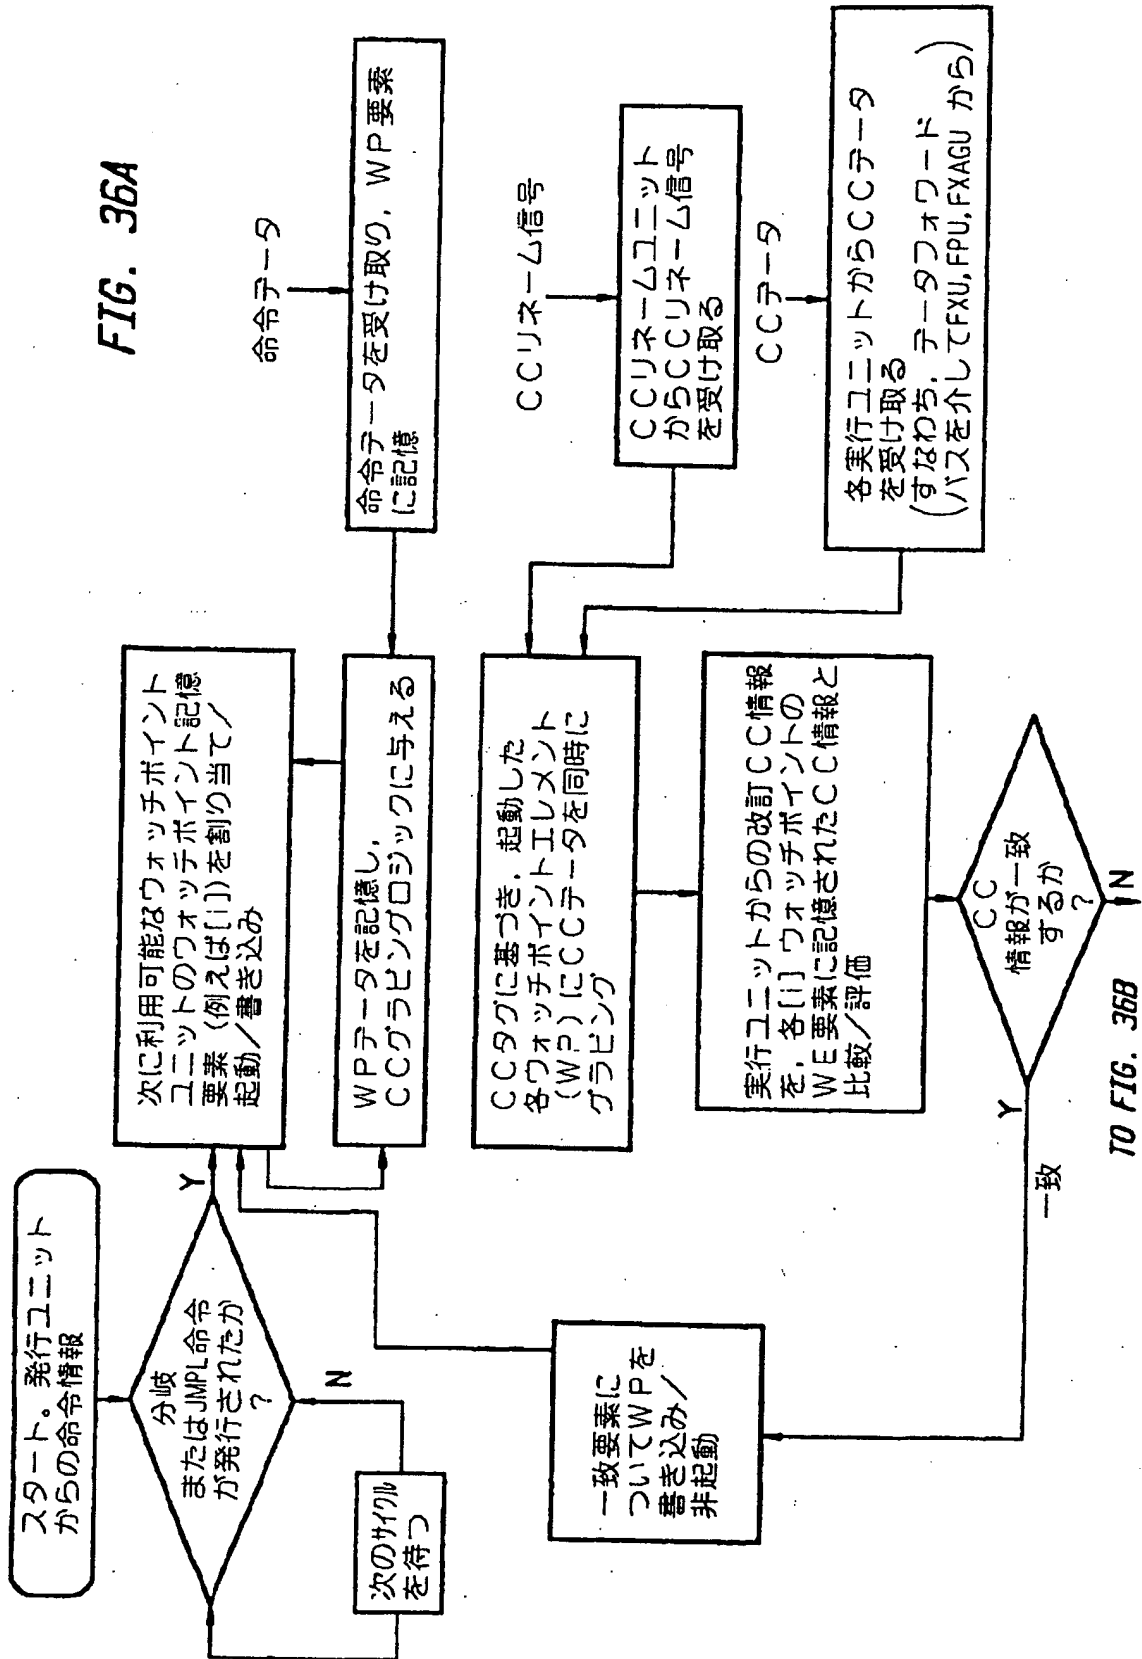 FIG. 36A
スタート。発行ユニット
からの命令情報
分岐
またはJMPL命令
が発行されたか
?
Y
N
次のサイクル
を待つ
次に利用可能なウォッチポイント
ユニットのウォッチポイント記憶
要素(例えば[i])を割り当て/
起動/書き込み
命令データ
命令データを受け取り、WP要素
に記憶
WPデータを記憶し、
CCグラビングロジックに与える
CCリネーム信号
CCリネームユニット
からCCリネーム信号
を受け取る
CCデータ
各実行ユニットからCCデータ
を受け取る
(すなわち、データフォワード
バスを介してFXU,FPU,FXAGU から)
CCタグに基づき、起動した
各ウォッチポイントエレメント
(WP)にCCデータを同時に
グラビング
実行ユニットからの改訂CC情報
を、各[i]ウォッチポイントの
WE要素に記憶されたCC情報と
比較/評価
CC
情報が一致
するか
?
Y
一致
N
一致要素に
ついてWPを
書き込み/
非起動
TO FIG. 36B